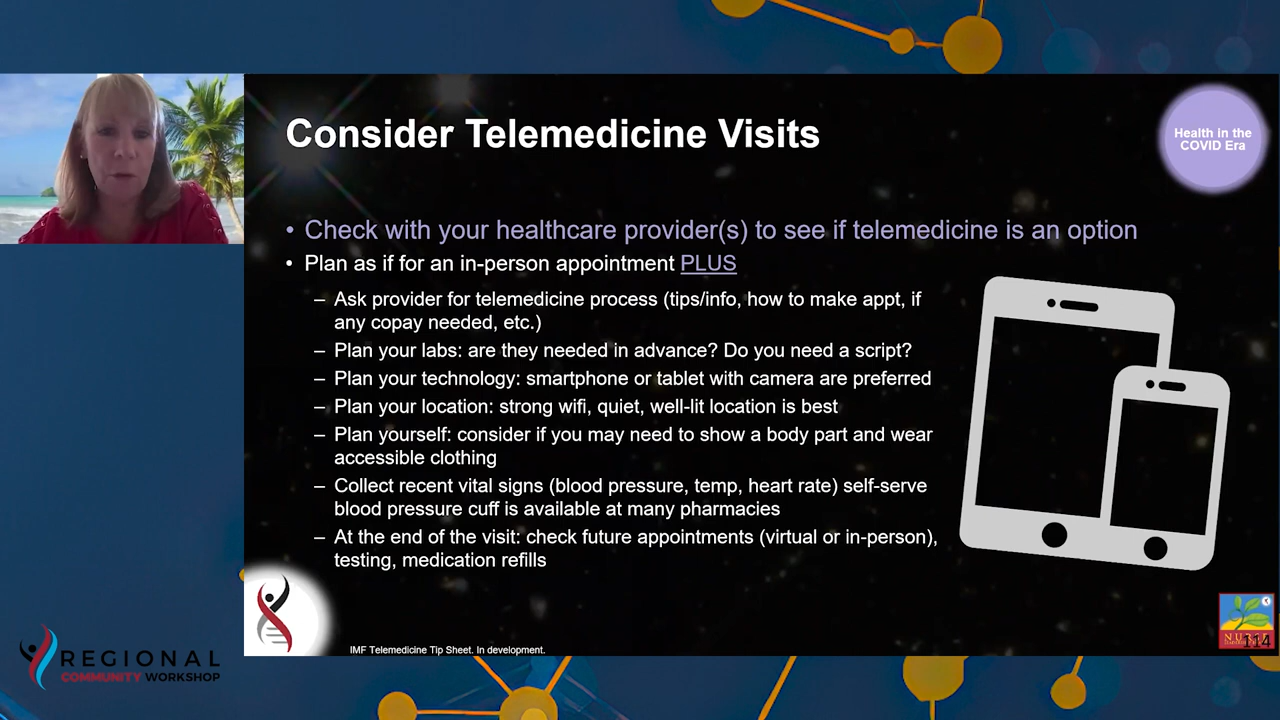 Consider Telemedicine Visits
Health in the
COVID Era
• Check with your healthcare provider(s) to see if telemedicine is an option
• Plan as if for an in-person appointment PLUS
– Ask provider for telemedicine process (tips/info, how to make appt, if
any copay needed, etc.)
– Plan your labs: are they needed in advance? Do you need a script?
– Plan your technology: smartphone or tablet with camera are preferred
– Plan your location: strong wifi, quiet, well-lit location is best
– Plan yourself: consider if you may need to show a body part and wear
accessible clothing
– Collect recent vital signs (blood pressure, temp, heart rate) self-serve
blood pressure cuff is available at many pharmacies
– At the end of the visit: check future appointments (virtual or in-person),
testing, medication refills
IMF Telemedicine Tip Sheet. In development.
114
REGIONAL
COMMUNITY WORKSHOP